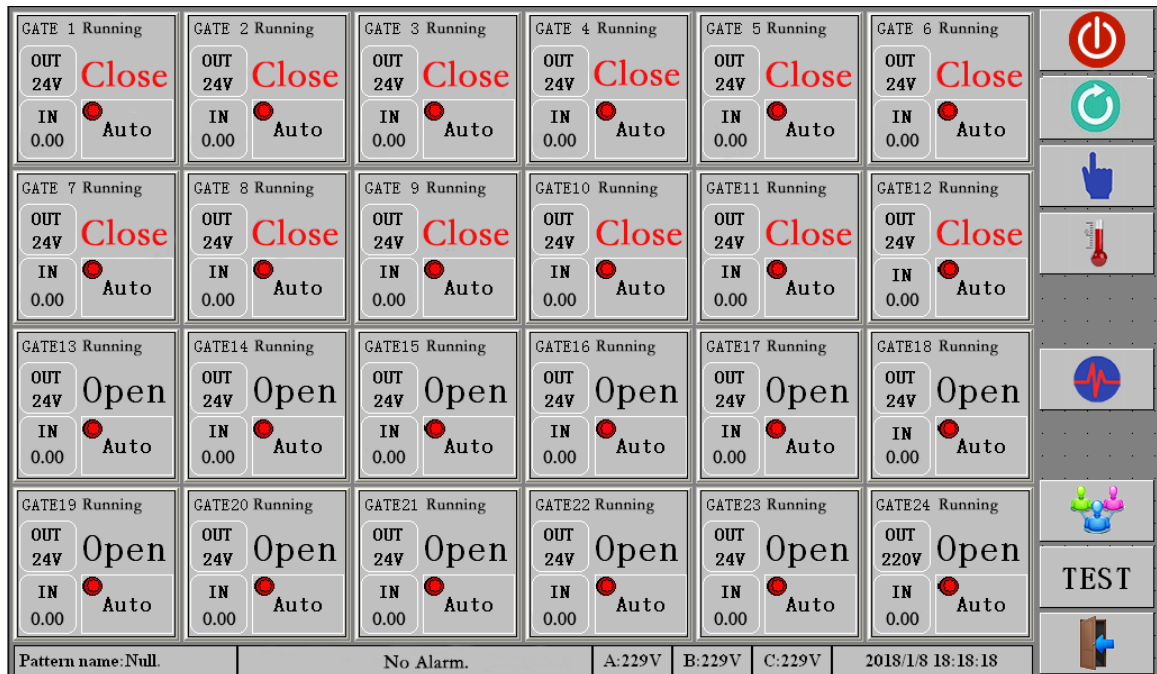 GATE 1 Running
OUT
24V
Close
IN
0.00
Auto
GATE 2 Running
OUT
24V
Close
IN
0.00
Auto
GATE 3 Running
OUT
24V
Close
IN
0.00
Auto
GATE 4 Running
OUT
24V
Close
IN
0.00
Auto
GATE 5 Running
OUT
24V
Close
IN
0.00
Auto
GATE 6 Running
OUT
24V
Close
IN
0.00
Auto
GATE 7 Running
OUT
24V
Close
IN
0.00
Auto
GATE 8 Running
OUT
24V
Close
IN
0.00
Auto
GATE 9 Running
OUT
24V
Close
IN
0.00
Auto
GATE10 Running
OUT
24V
Close
IN
0.00
Auto
GATE11 Running
OUT
24V
Close
IN
0.00
Auto
GATE12 Running
OUT
24V
Close
IN
0.00
Auto
GATE13 Running
OUT
24V
Open
IN
0.00
Auto
GATE14 Running
OUT
24V
Open
IN
0.00
Auto
GATE15 Running
OUT
24V
Open
IN
0.00
Auto
GATE16 Running
OUT
24V
Open
IN
0.00
Auto
GATE17 Running
OUT
24V
Open
IN
0.00
Auto
GATE18 Running
OUT
24V
Open
IN
0.00
Auto
GATE19 Running
OUT
24V
Open
IN
0.00
Auto
GATE20 Running
OUT
24V
Open
IN
0.00
Auto
GATE21 Running
OUT
24V
Open
IN
0.00
Auto
GATE22 Running
OUT
24V
Open
IN
0.00
Auto
GATE23 Running
OUT
24V
Open
IN
0.00
Auto
GATE24 Running
OUT
220V
Open
IN
0.00
Auto
TEST
Pattern name:Null.
No Alarm.
A:229V
B:229V
C:229V
2018/1/8 18:18:18